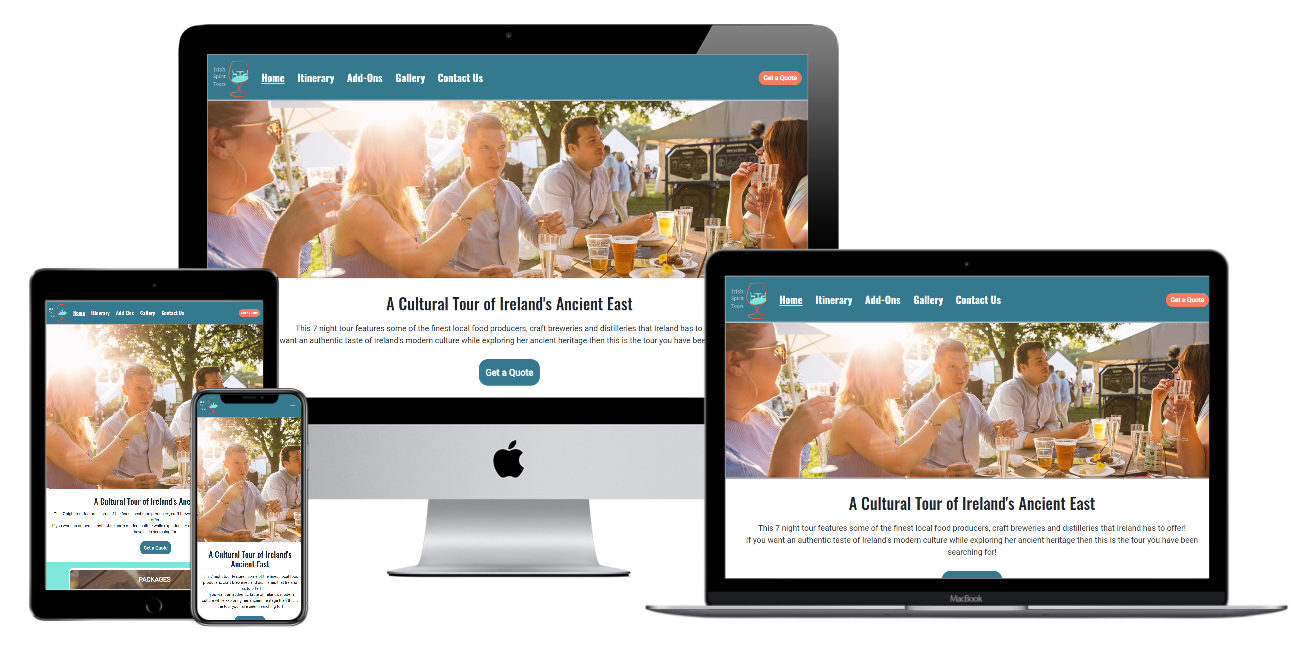 Irish
Spirit
Tours
Home Itinerary Add-Ons Gallery Contact Us
Get a Quote
A Cultural Tour of Ireland's Ancient East
This 7 night tour features some of the finest local food producers, craft breweries and distilleries that Ireland has to
want an authentic taste of Ireland's modern culture while exploring her ancient heritage then this is the tour you have
Get a Quote
Home Itinerary Add-Ons Gallery Contact Us
Get a Quote
A Cultural Tour of Ireland's
Get a Quote
PACKAGES
A Cultural Tour of Ireland's
Ancient East
Irish
Spirit
Tours
Home Itinerary Add-Ons Gallery Contact Us
Get a Quote
A Cultural Tour of Ireland's Ancient East
This 7 night tour features some of the finest local food producers, craft breweries and distilleries that Ireland has to offer!
If you want an authentic taste of Ireland's modern culture while exploring her ancient heritage then this is the tour you have been
searching for!
MacBook